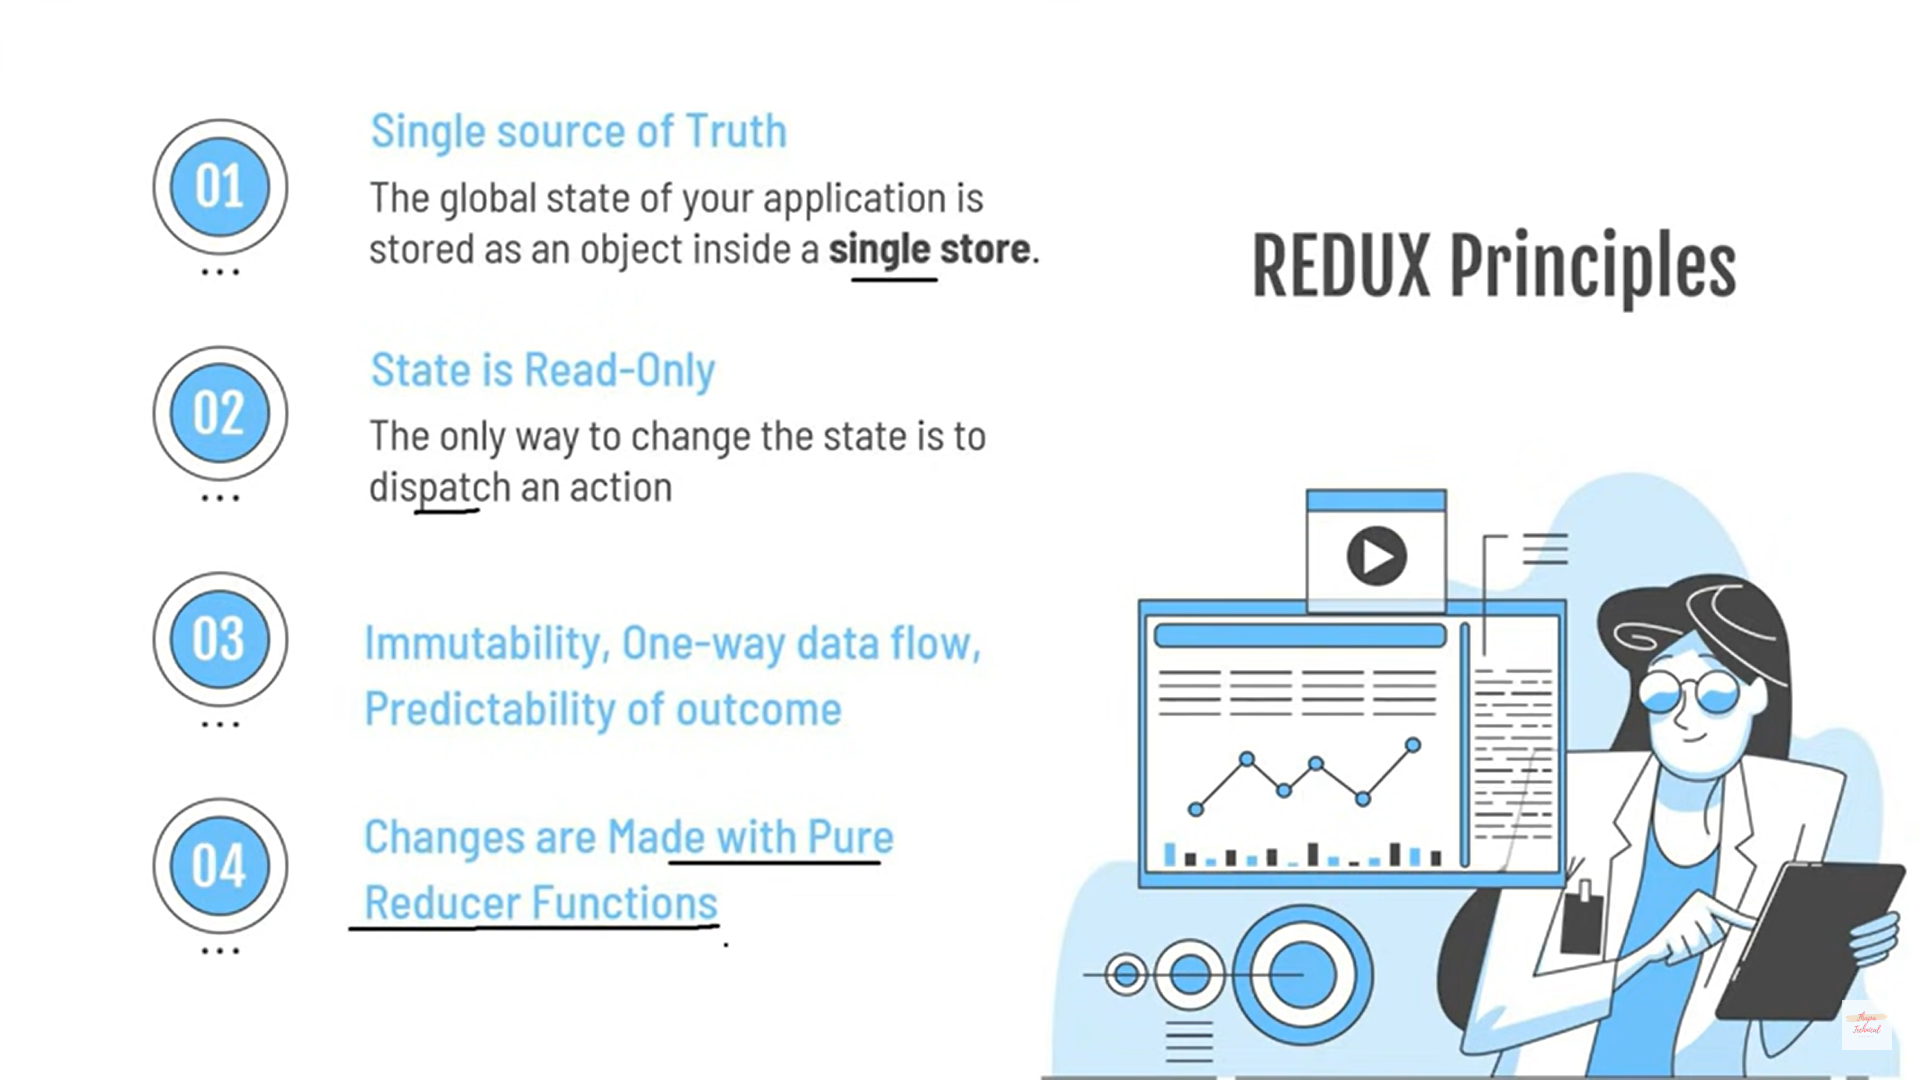 01
Single source of Truth
The global state of your application is
stored as an object inside a single store.
REDUX Principles
02
State is Read-Only
The only way to change the state is to
dispatch an action
03
Immutability, One-way data flow,
Predictability of outcome
04
Changes are Made with Pure
Reducer Functions
Thapa
Technical